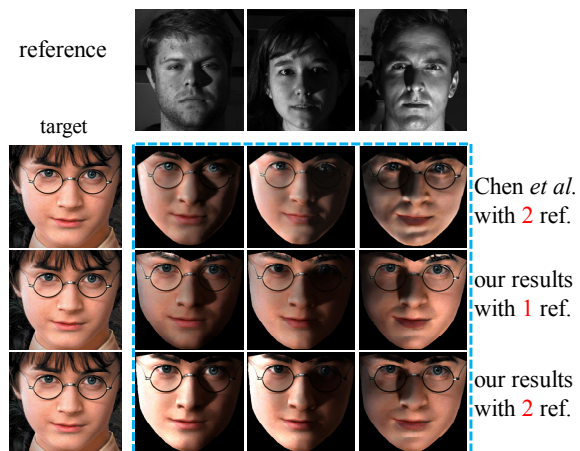 reference
target
Chen et al.
with 2 ref.
our results
with 1 ref.
our results
with 2 ref.